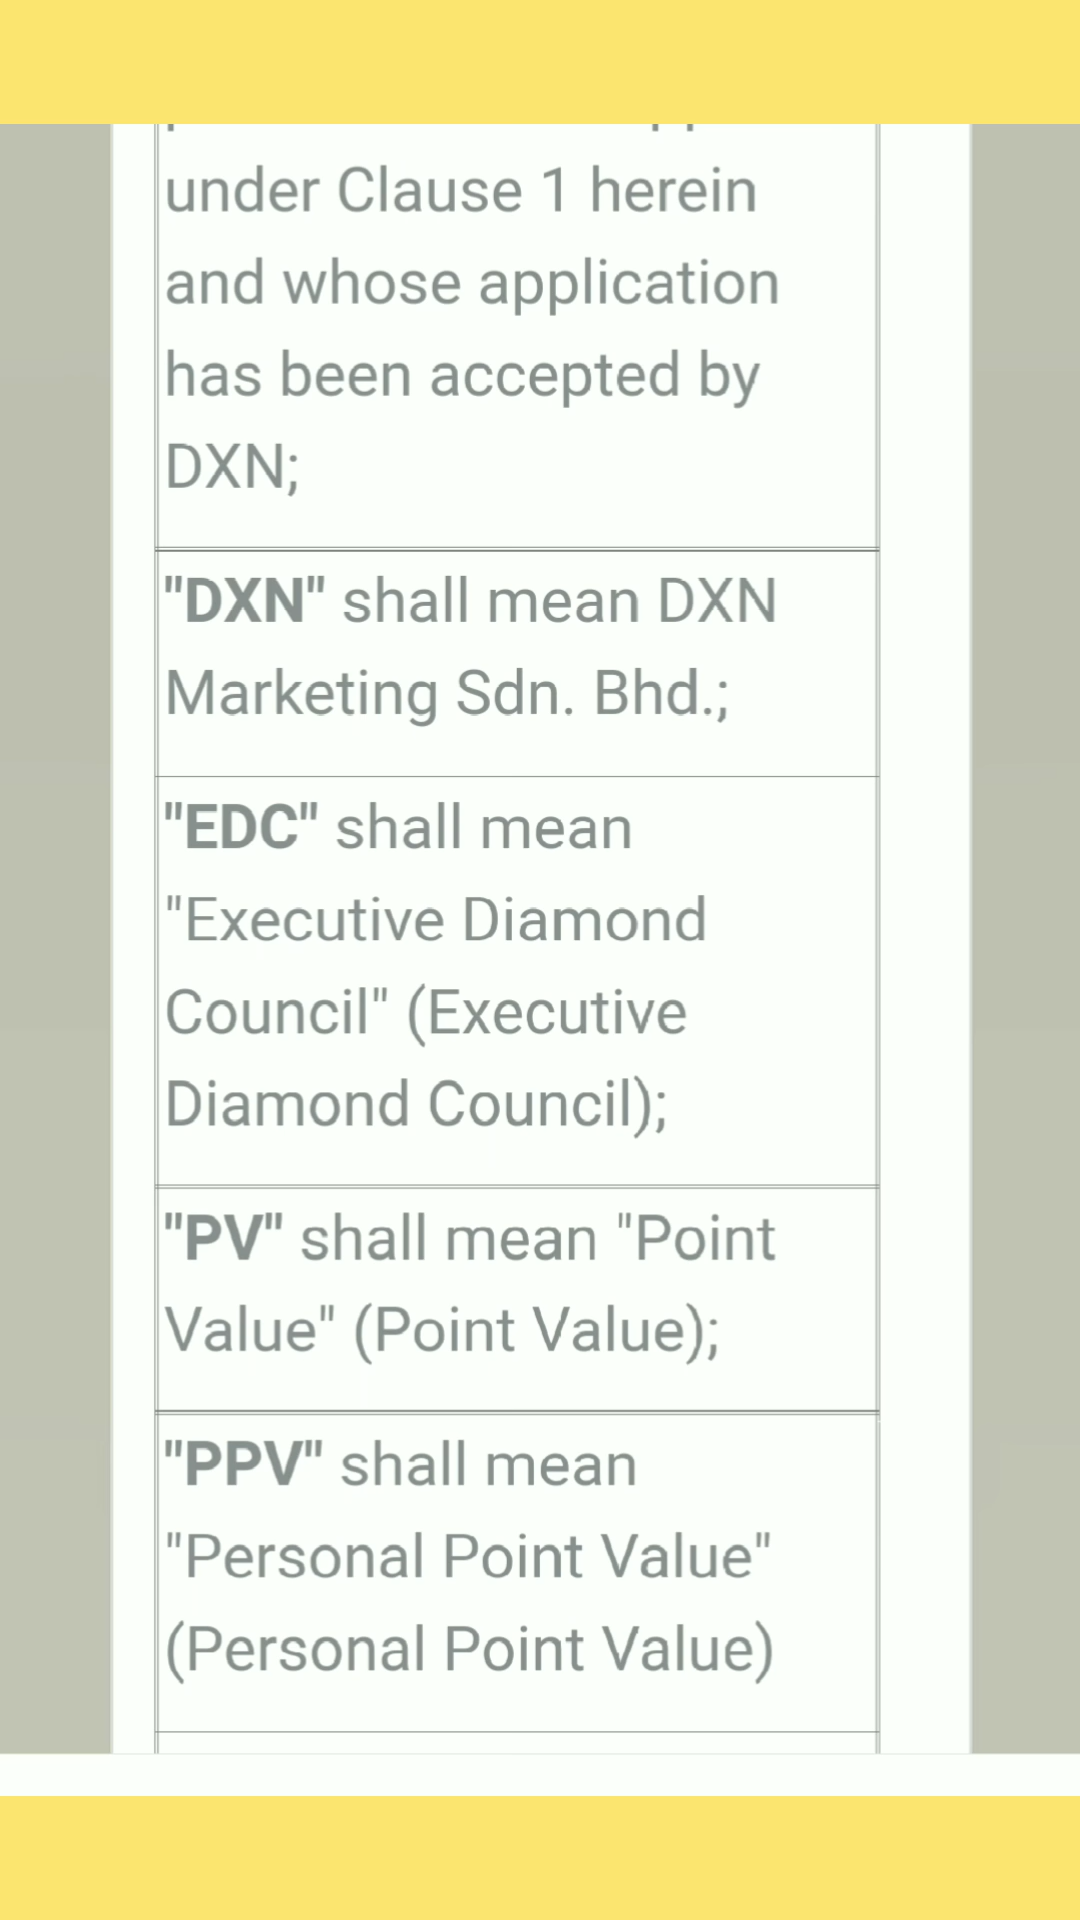 under Clause 1 herein
and whose application
has been accepted by
DXN;
"DXN" shall mean DXN
Marketing Sdn. Bhd.;
"EDC" shall mean
"Executive Diamond
Council" (Executive
Diamond Council);
"PV" shall mean "Point
Value" (Point Value);
"PPV" shall mean
"Personal Point Value"
(Personal Point Value)